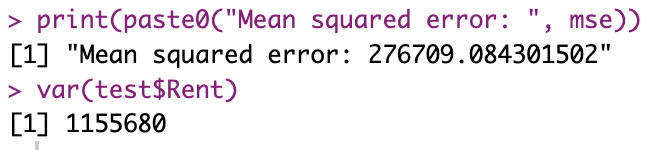 > print(paste0("Mean squared error: ", mse))
[1] "Mean squared error: 276709.084301502"
> var(test$Rent)
[1] 1155680